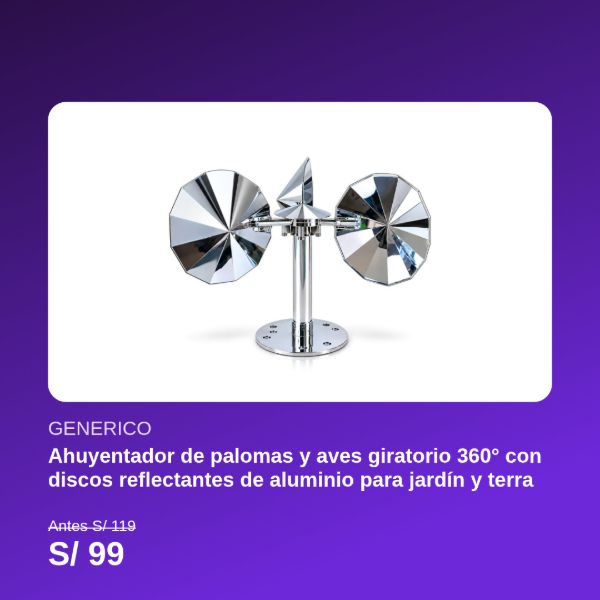 GENERICO
Ahuyentador de palomas y aves giratorio 360° con
discos reflectantes de aluminio para jardín y terra
Antes S/ 119
S/ 99